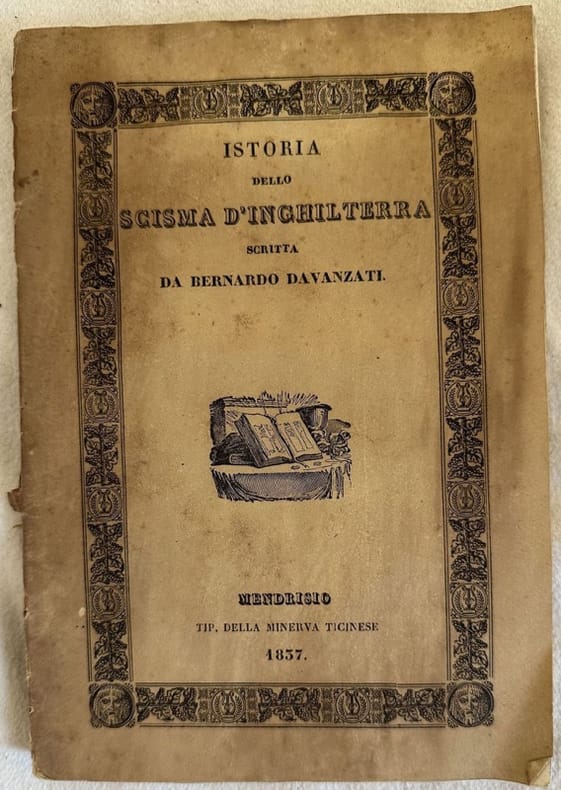 ISTORIA
DELLO
SCISMA D'INGHILTERRA
SCRITTA
DA BERNARDO DAVANZATI.
MENDRISIO
TIP. DELLA MINERVA TICINESE
1837.